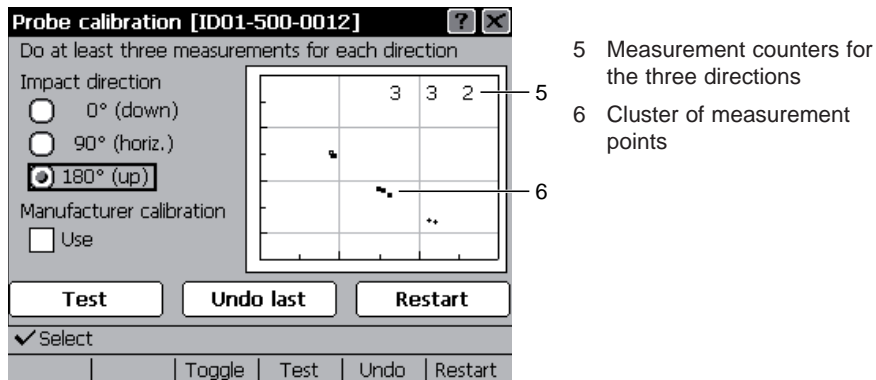 Probe calibration [ID01-500-0012]
Do at least three measurements for each direction
Impact direction
0° (down)
90° (horiz.)
180° (up)
Manufacturer calibration
Use
3 3 2
5
6
Test Undo last Restart
Select
Toggle Test Undo Restart
5 Measurement counters for
the three directions
6 Cluster of measurement
points